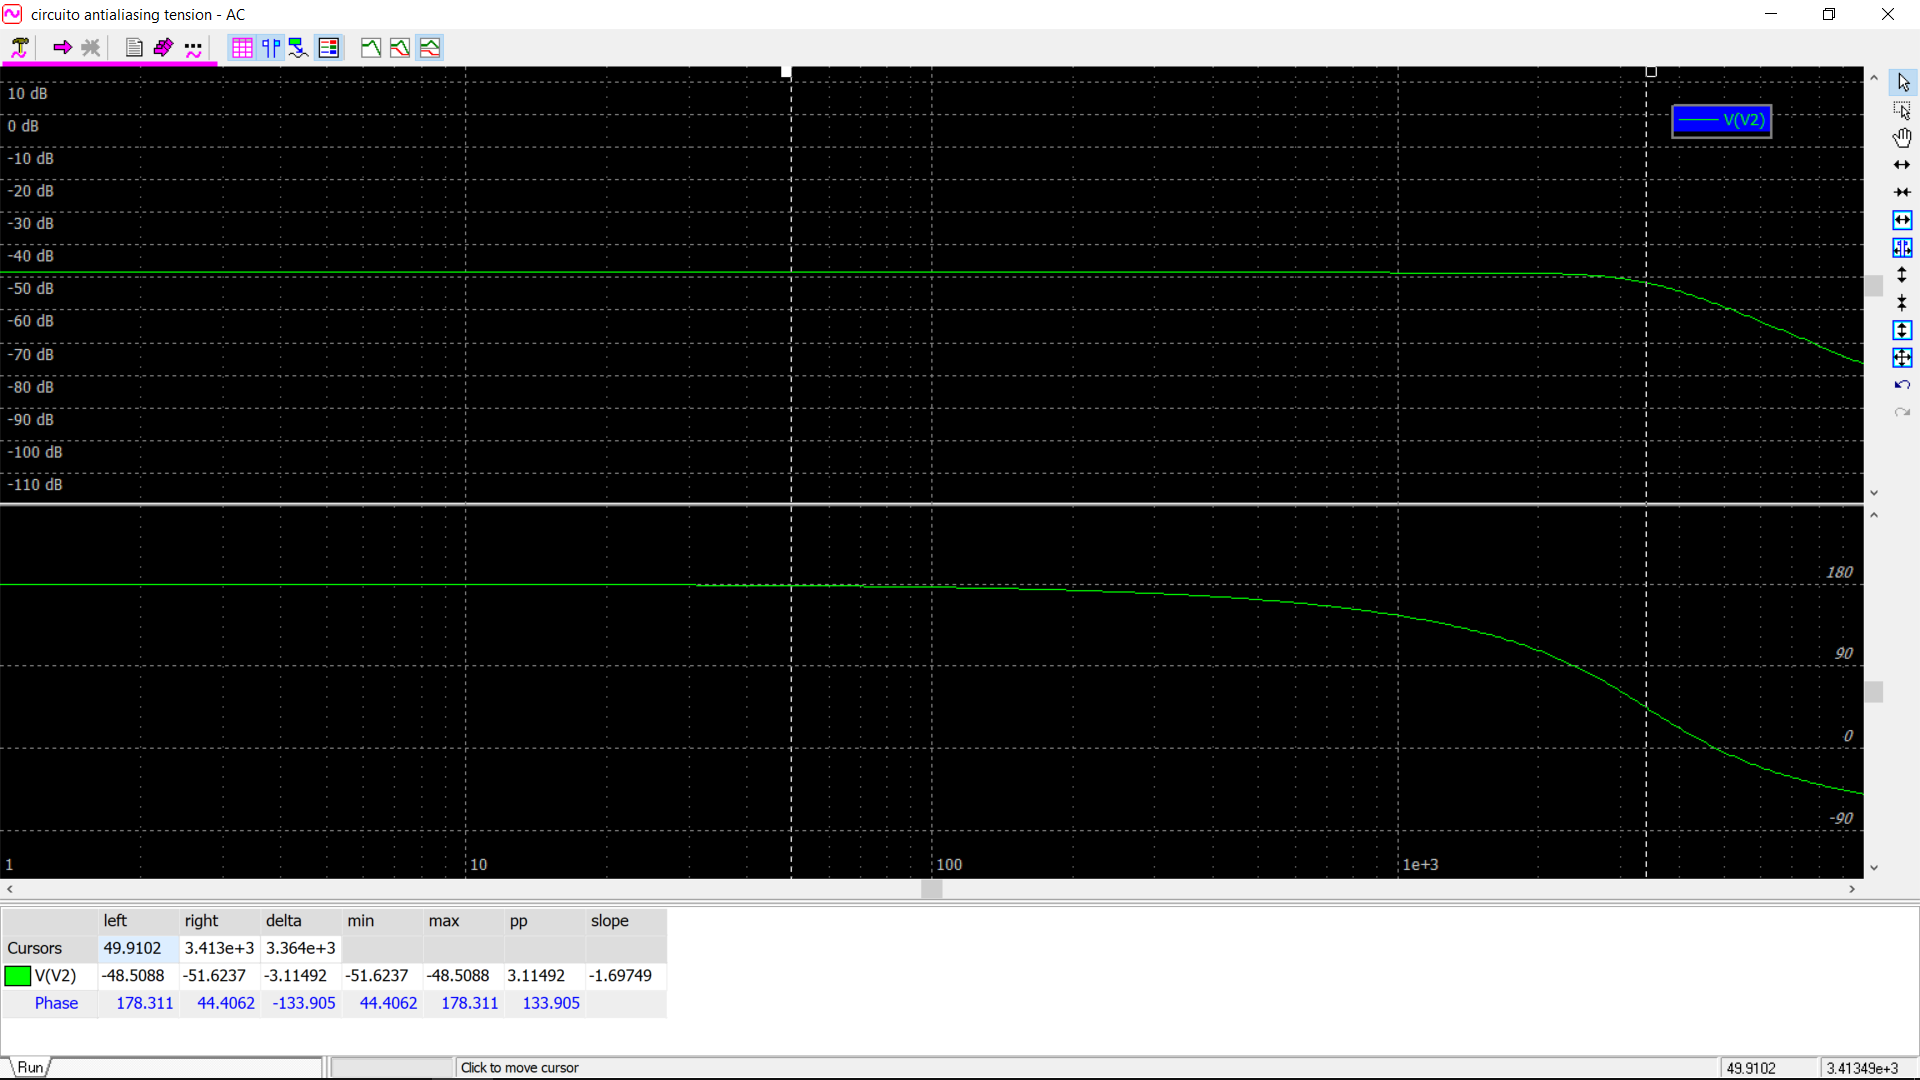 circuito antialiasing tension - AC
10 dB
0 dB
-10 dB
-20 dB
-30 dB
-40 dB
-50 dB
-60 dB
-70 dB
-80 dB
-90 dB
-100 dB
-110 dB
V(V2)
180
90
0
-90
1 10 100 1e+3
left right delta min max pp slope
Cursors 49.9102 3.413e+3 3.364e+3
V(V2) -48.5088 -51.6237 -3.11492 -51.6237 -48.5088 3.11492 -1.69749
Phase 178.311 44.4062 -133.905 44.4062 178.311 133.905
Run Click to move cursor 49.9102 3.41349e+3